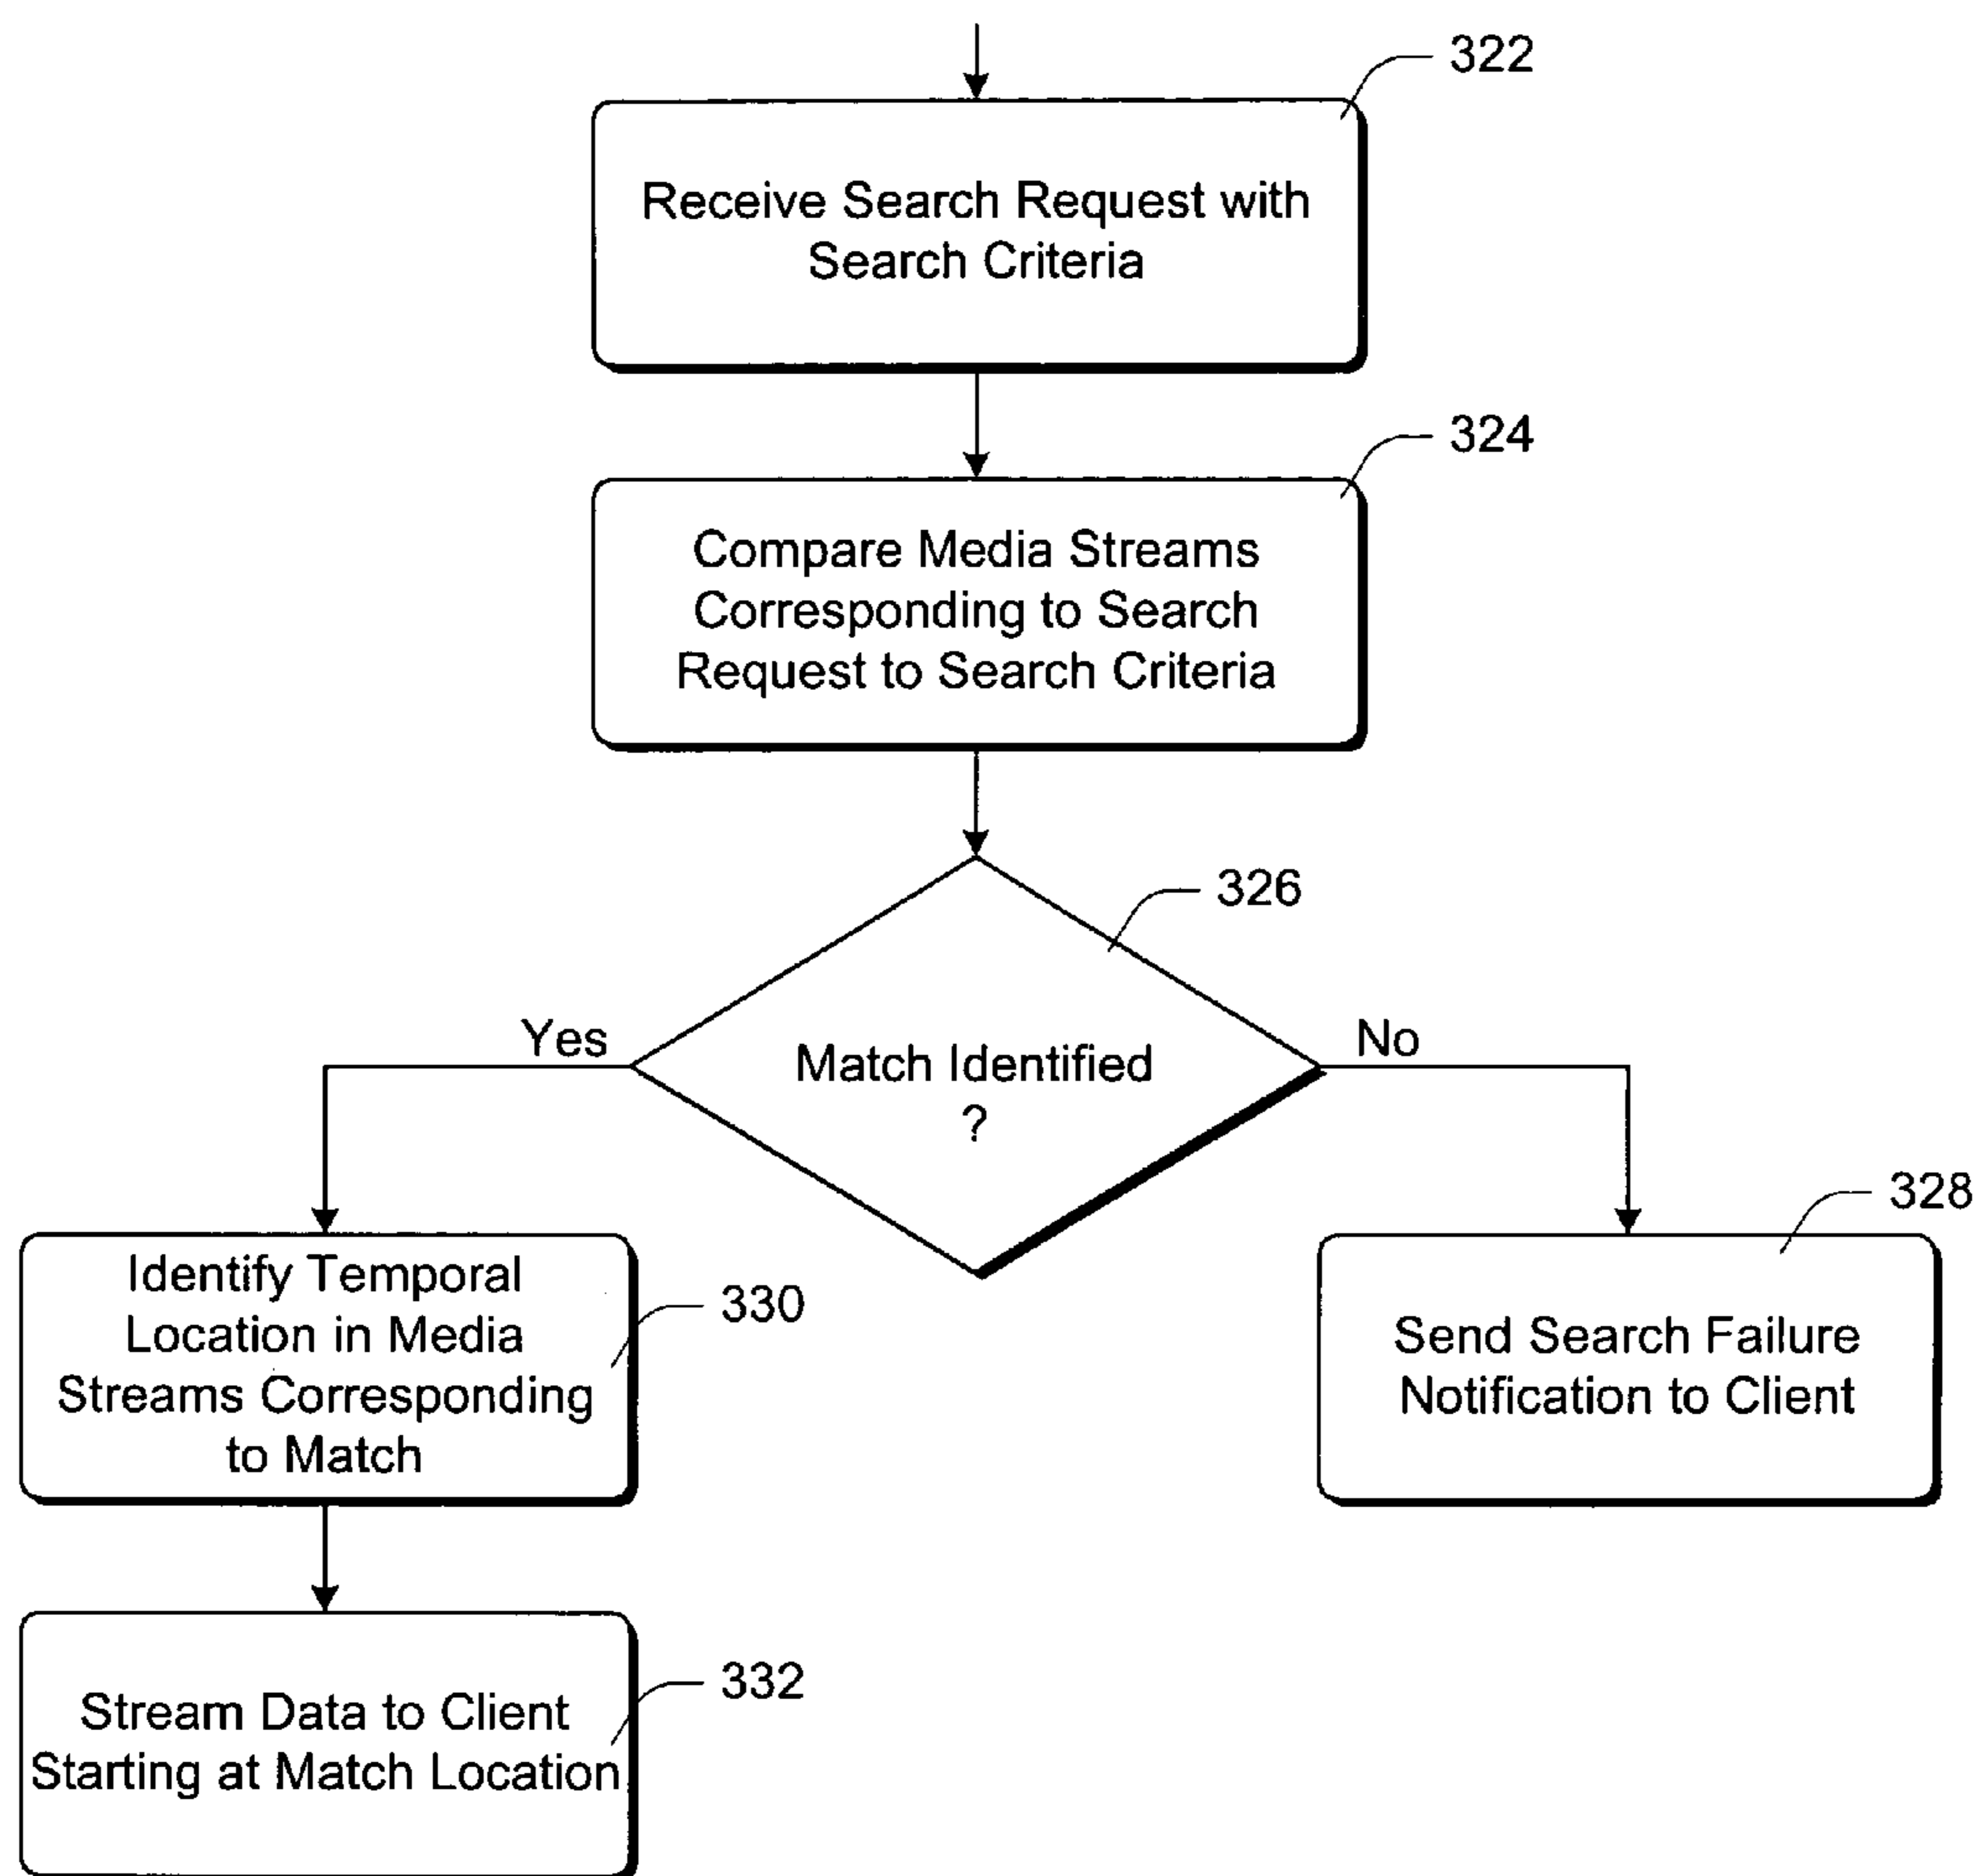 322
Receive Search Request with
Search Criteria
324
Compare Media Streams
Corresponding to Search
Request to Search Criteria
326
Yes
No
Match Identified
?
328
Identify Temporal
Location in Media
Streams Corresponding
to Match
330
Send Search Failure
Notification to Client
332
Stream Data to Client
Starting at Match Location